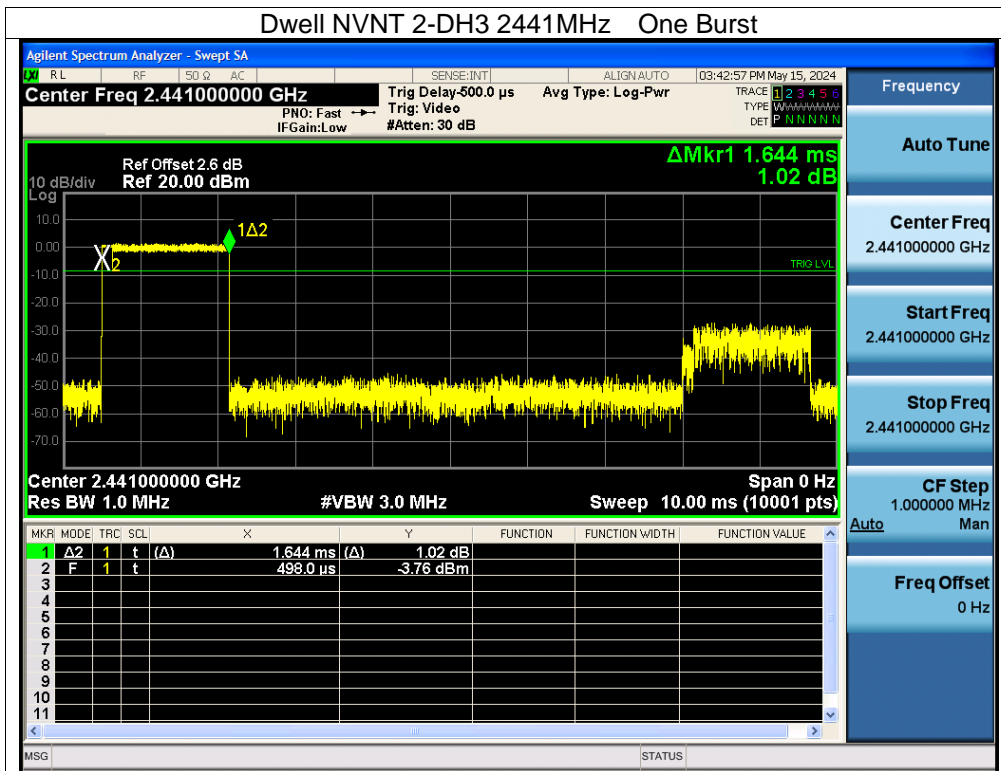 Dwell NVNT 2-DH3 2441MHz One Burst
Agilent Spectrum Analyzer - Swept SA
LXI RL RF 50 Ω AC SENSE:INT ALIGN AUTO 03:42:57 PM May 15, 2024
Center Freq 2.441000000 GHz Trig Delay-500.0 µs Avg Type: Log-Pwr TRACE 1 2 3 4 5 6
PNO: Fast Trig: Video TYPE WWWWWW
IFGain:Low #Atten: 30 dB DET P N N N N N
Frequency
Auto Tune
Center Freq
2.441000000 GHz
Start Freq
2.441000000 GHz
Stop Freq
2.441000000 GHz
CF Step
1.000000 MHz
Auto Man
Freq Offset
0 Hz
ΔMkr1 1.644 ms
1.02 dB
Ref Offset 2.6 dB
10 dB/div Ref 20.00 dBm
Log
10.0
0.00
-10.0
-20.0
-30.0
-40.0
-50.0
-60.0
-70.0
1Δ2
X2
TRIG LVL
Center 2.441000000 GHz Span 0 Hz
Res BW 1.0 MHz #VBW 3.0 MHz Sweep 10.00 ms (10001 pts)
MKR MODE TRC SCL X Y FUNCTION FUNCTION WIDTH FUNCTION VALUE
1 Δ2 1 t (Δ) 1.644 ms (Δ) 1.02 dB
2 F 1 t 498.0 µs -3.76 dBm
3
4
5
6
7
8
9
10
11
MSG STATUS